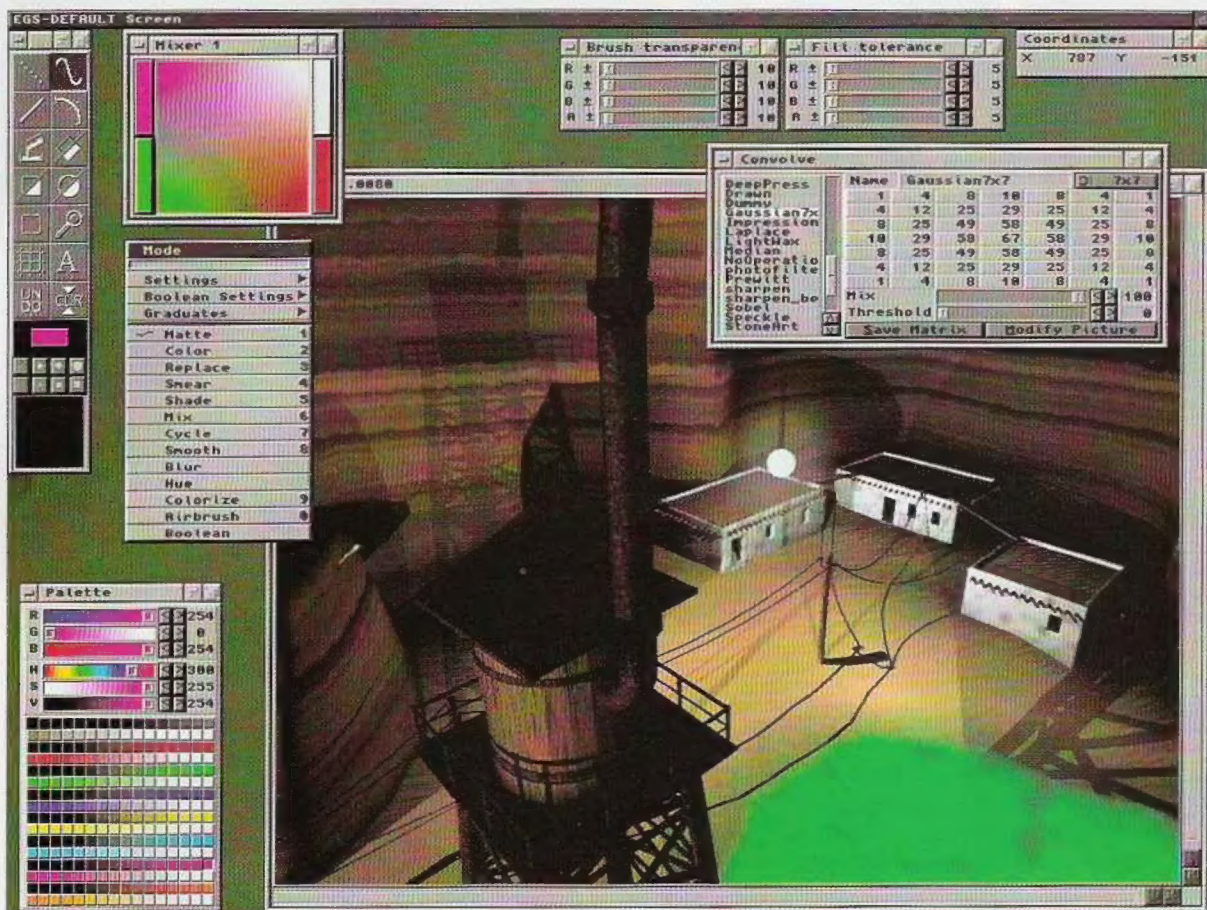 EGS-DEFAULT Screen
Mixer 1
Brush transparen
R ± 10
G ± 10
B ± 10
A ± 10
Fill tolerance
R ± 5
G ± 5
B ± 5
A ± 5
Coordinates
X 787 Y -151
UN
DO
CLR
A
Mode
Settings
Boolean Settings
Graduates
Matte 1
Color 2
Replace 3
Smear 4
Shade 5
Mix 6
Cycle 7
Smooth 8
Blur
Hue
Colorize 9
Airbrush 0
Boolean
.0080
Convolve
DeepPress
Drawn
Dummy
Gaussian7x
Impression
Laplace
LightWax
Median
NoOperatio
photofilte
Prewitt
sharpen
sharpen_be
Sobel
Speckle
StoneArt
Name Gaussian7x7 7x7
1 4 8 10 8 4 1
4 12 25 29 25 12 4
8 25 49 58 49 25 8
10 29 58 67 58 29 10
8 25 49 58 49 25 8
4 12 25 29 25 12 4
1 4 8 10 8 4 1
Mix 100
Threshold 0
Save Matrix Modify Picture
Palette
R 254
G 0
B 254
H 300
S 255
V 254